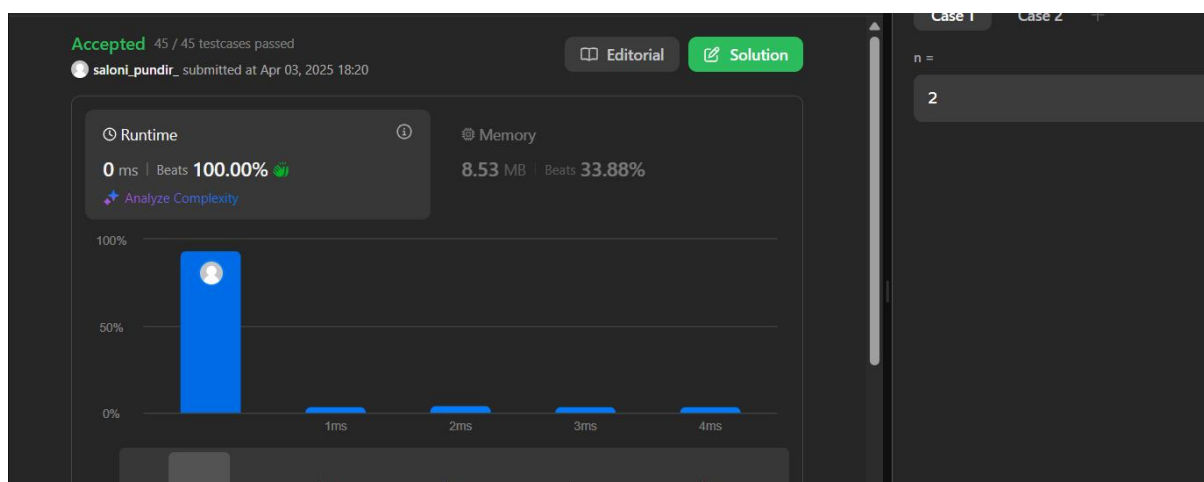 Accepted 45 / 45 testcases passed
saloni_pundir_ submitted at Apr 03, 2025 18:20
Editorial
Solution
Runtime
0 ms | Beats 100.00%
Analyze Complexity
Memory
8.53 MB | Beats 33.88%
100%
50%
0%
1ms 2ms 3ms 4ms
Case 1 Case 2 +
n =
2